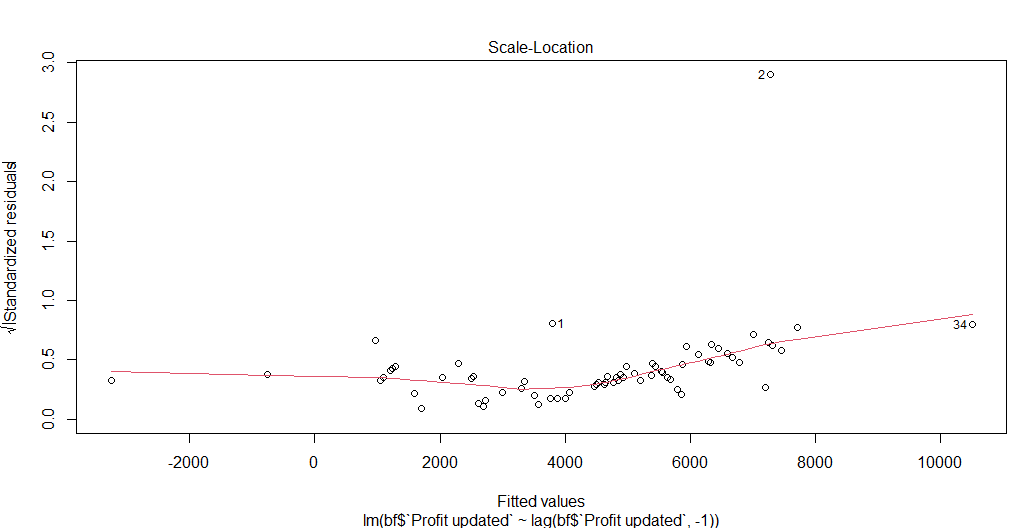 Scale-Location
3.0
2
2.5
2.0
√|Standardized residuals|
1.5
1.0
1
34
0.5
0.0
-2000 0 2000 4000 6000 8000 10000
Fitted values
lm(bf$`Profit updated` ~ lag(bf$`Profit updated`, -1))